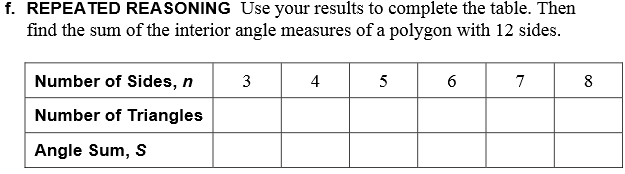 f. REPEATED REASONING Use your results to complete the table. Then
find the sum of the interior angle measures of a polygon with 12 sides.
Number of Sides, n 3 4 5 6 7 8
Number of Triangles
Angle Sum, S